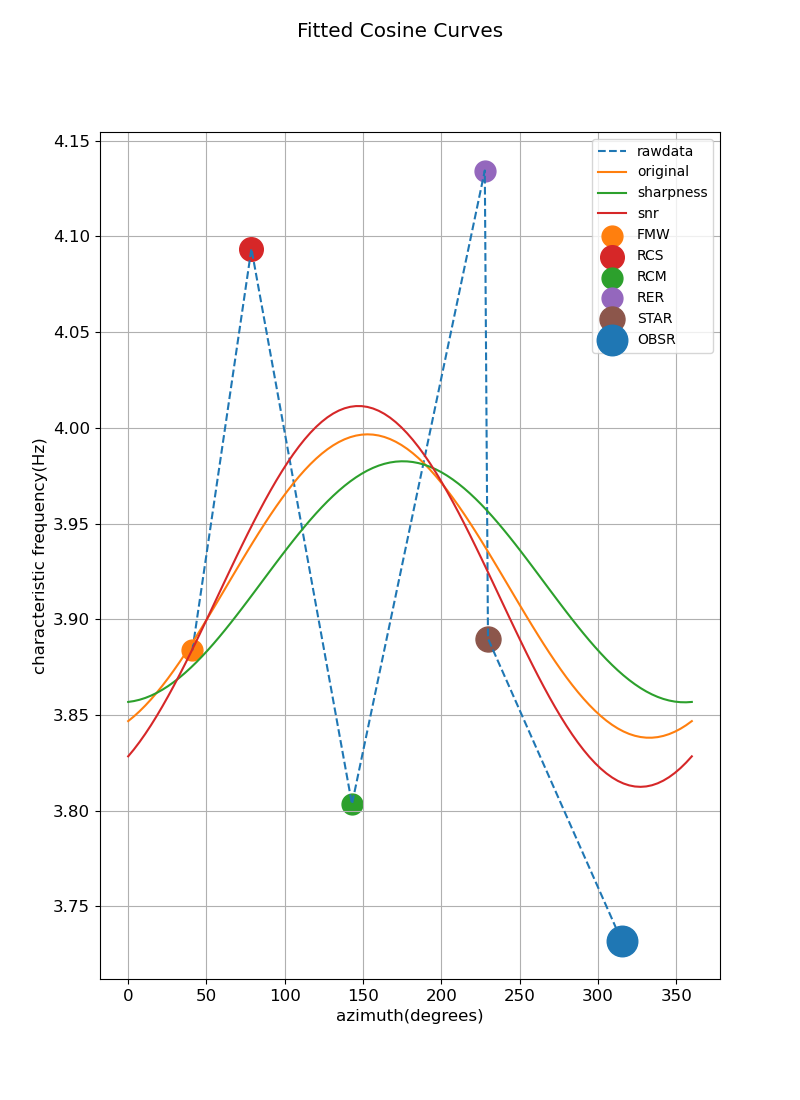 Fitted Cosine Curves
4.15
4.10
4.05
4.00
3.95
3.90
3.85
3.80
3.75
characteristic frequency(Hz)
rawdata
original
sharpness
snr
FMW
RCS
RCM
RER
STAR
OBSR
0 50 100 150 200 250 300 350
azimuth(degrees)